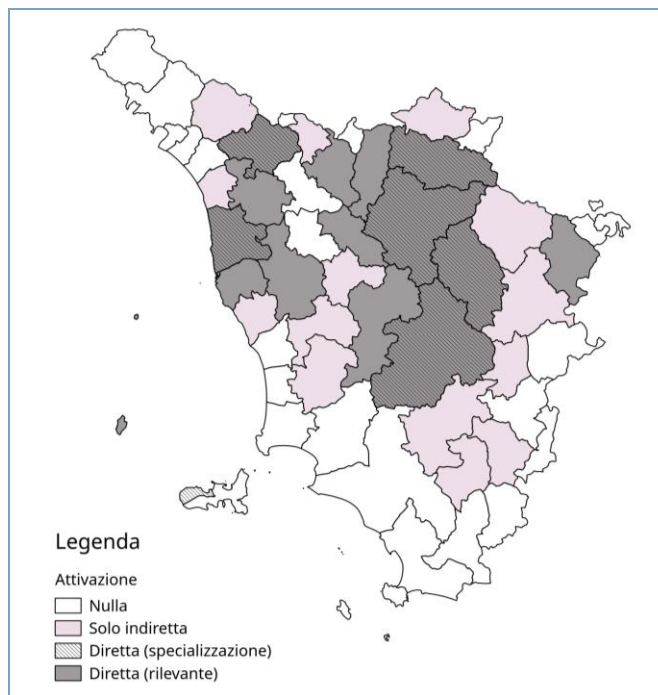 Legenda
Attivazione
Nulla
Solo indiretta
Diretta (specializzazione)
Diretta (rilevante)